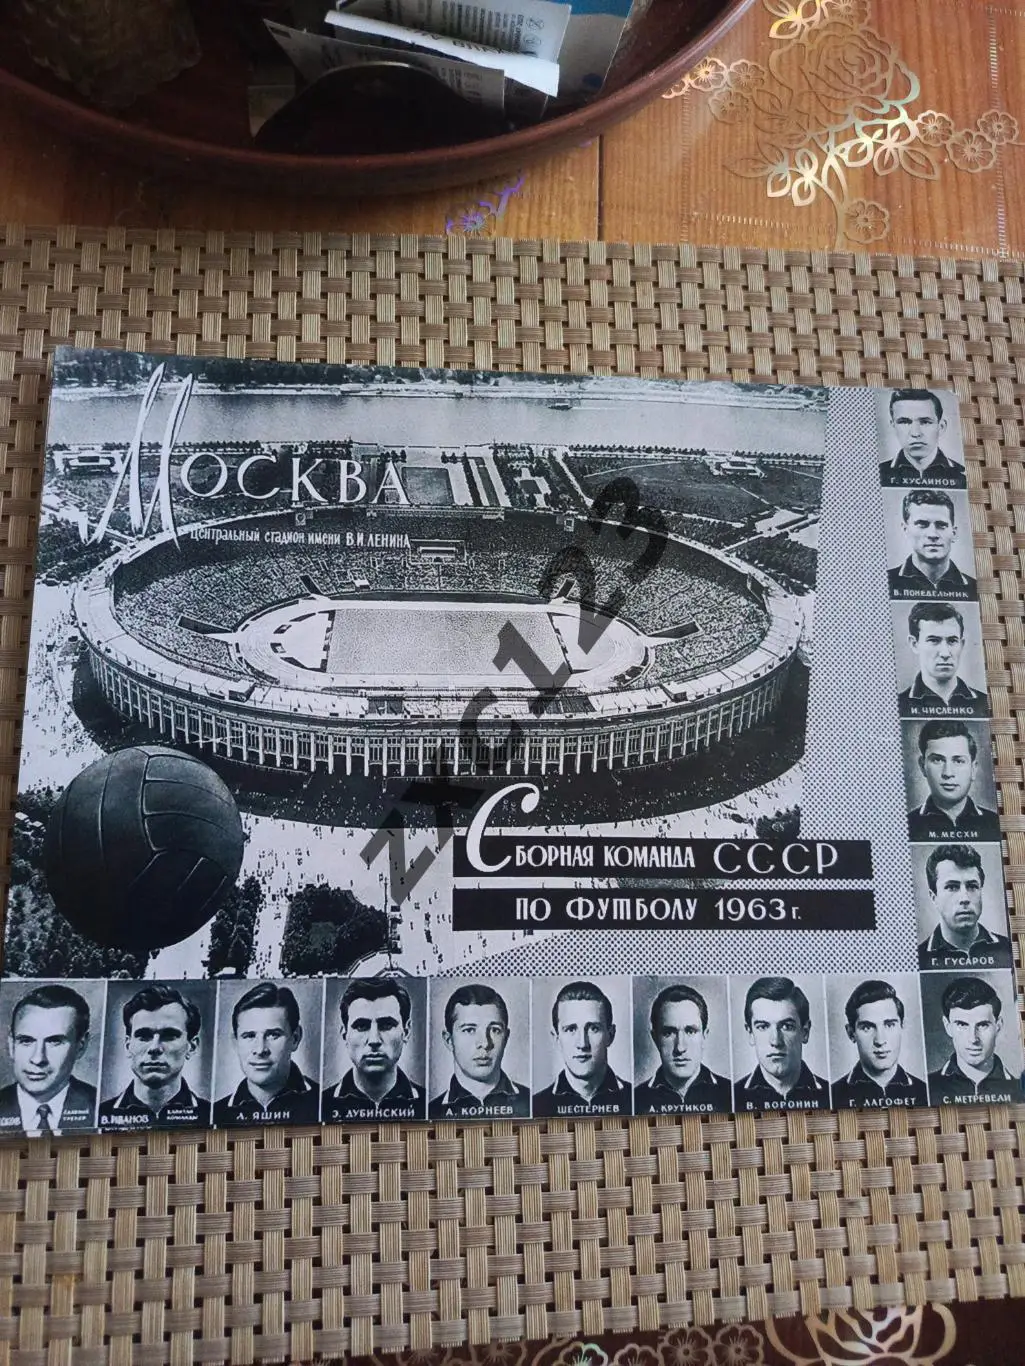 Москва
Центральный стадион имени В.И. Ленина
Сборная команда СССР
по футболу 1963 г.
Г. Хусаинов
В. Понедельник
И. Численко
М. Месхи
Г. Гусаров
главный тренер
В. Иванов капитан команды
Л. Яшин
Э. Дубинский
А. Корнеев
Шестернев
А. Крутиков
В. Воронин
Г. Лагофет
С. Метревели
zxc123